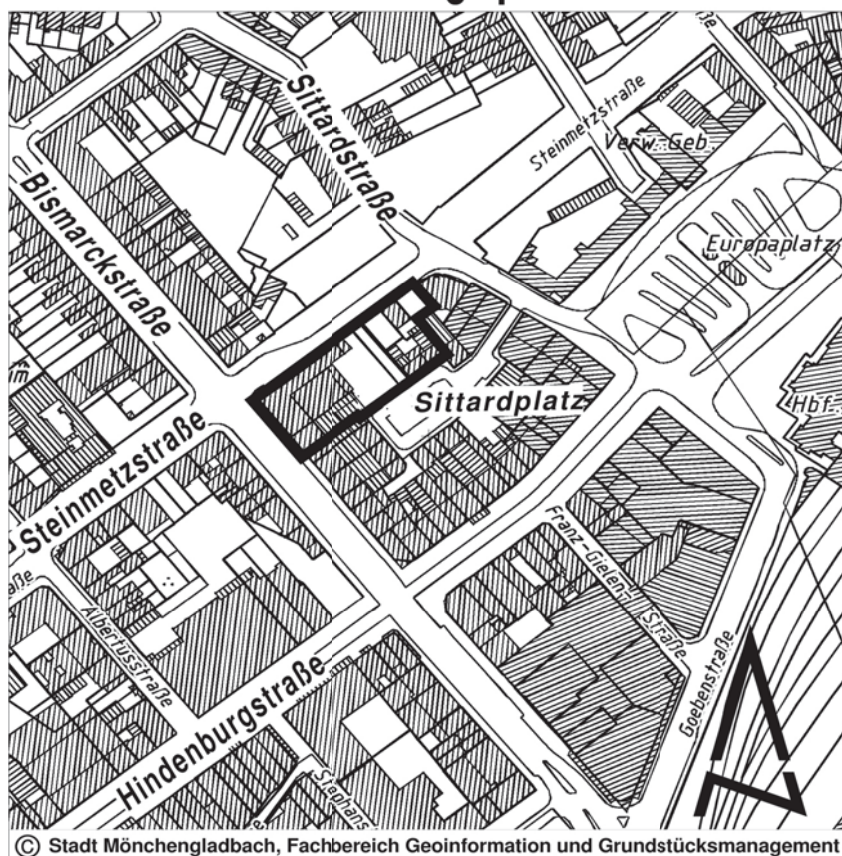 Sittardstraße
Steinmetzstraße
Verw.-Geb.
Europaplatz
Bismarckstraße
Sittardplatz
Hbf.
Steinmetzstraße
Franz-Gielen-Straße
Albertusstraße
Goebenstraße
Hindenburgstraße
Stephans
© Stadt Mönchengladbach, Fachbereich Geoinformation und Grundstücksmanagement